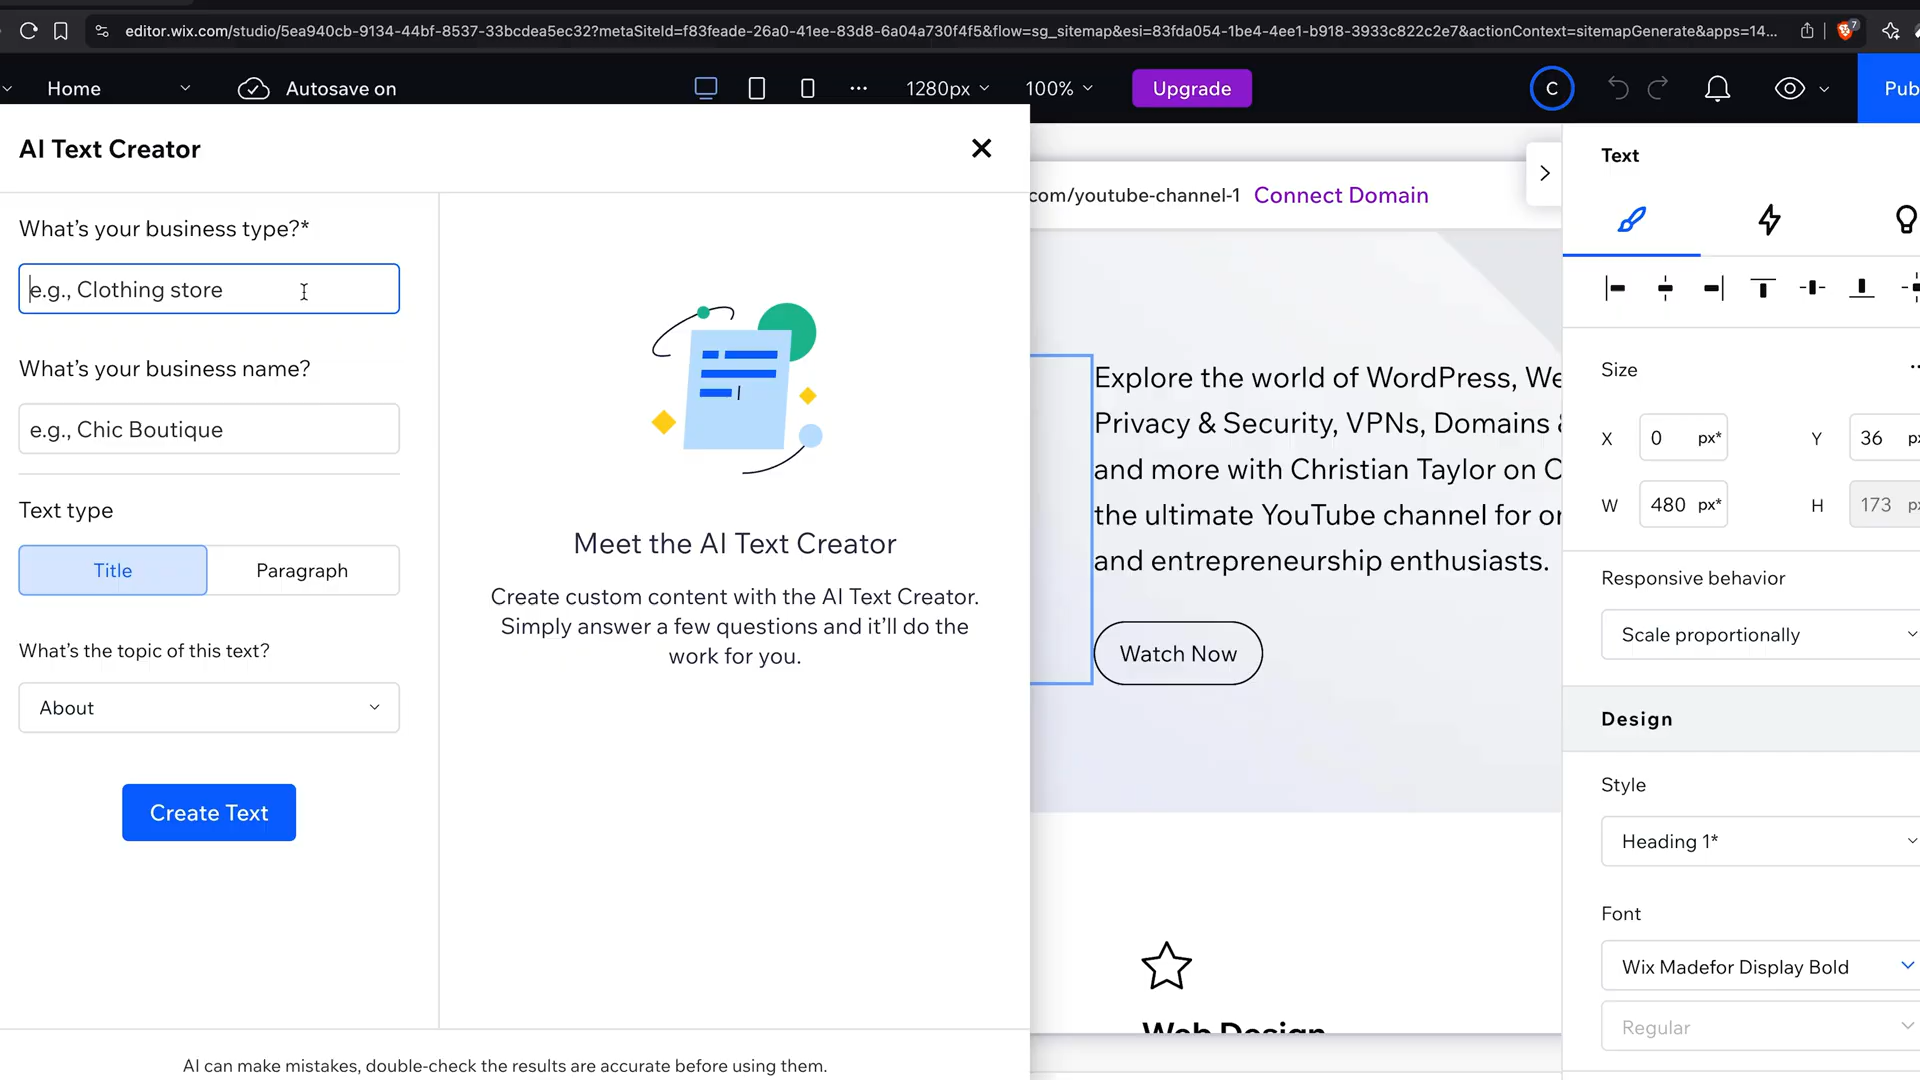 editor.wix.com/studio/5ea940cb-9134-44bf-8537-33bcdea5ec32?metaSiteId=f83feade-26a0-41ee-83d8-6a04a730f4f5&flow=sg_sitemap&esi=83fda054-1be4-4ee1-b918-3933c822c2e7&actionContext=sitemapGenerate&apps=14...
7
Home
Autosave on
1280px
100%
Upgrade
C
Pub
AI Text Creator
What's your business type?*
e.g., Clothing store
What's your business name?
e.g., Chic Boutique
Text type
Title
Paragraph
What's the topic of this text?
About
Create Text
Meet the AI Text Creator
Create custom content with the AI Text Creator.
Simply answer a few questions and it'll do the
work for you.
AI can make mistakes, double-check the results are accurate before using them.
com/youtube-channel-1 Connect Domain
Explore the world of WordPress, We
Privacy & Security, VPNs, Domains &
and more with Christian Taylor on C
the ultimate YouTube channel for or
and entrepreneurship enthusiasts.
Watch Now
Web Design
Text
Size
X 0 px*
Y 36 px
W 480 px*
H 173 px
Responsive behavior
Scale proportionally
Design
Style
Heading 1*
Font
Wix Madefor Display Bold
Regular